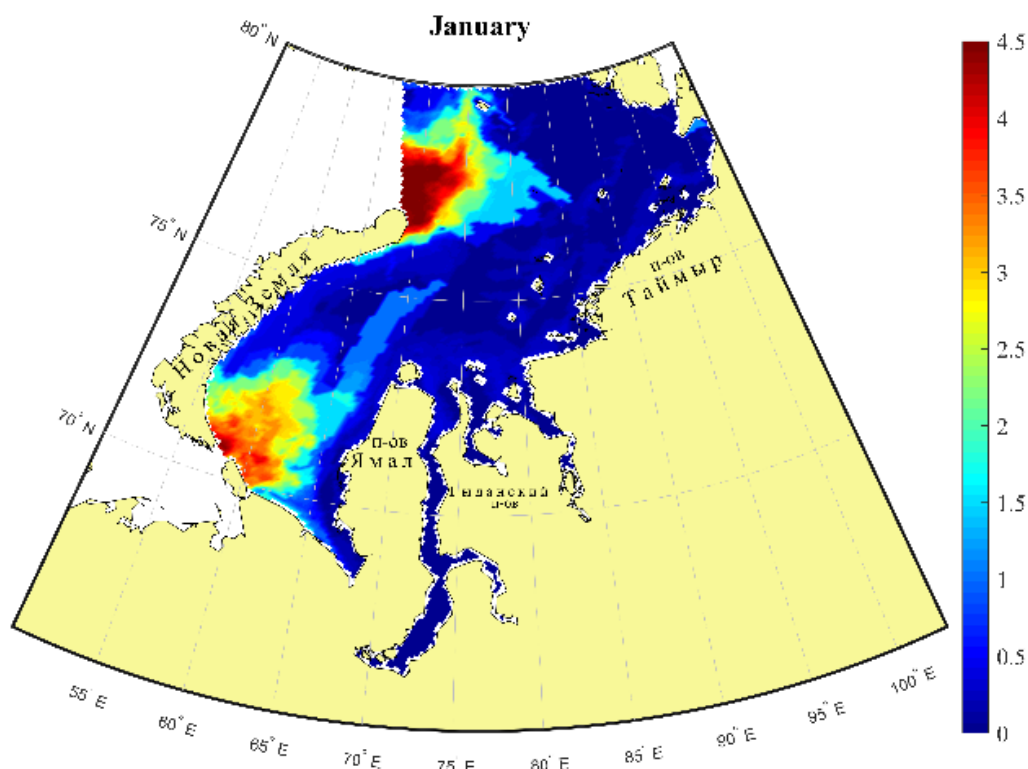 January
80°N
4.5
4
75°N
п-ов
Таймыр
3.5
Новая Земля
3
2.5
70°N
п-ов
Ямал
2
Гыданский
п-ов
1.5
1
0.5
0
55 E
60°E
65°E
70°E
75°E
80°E
85°E
90°E
95°E
100°E